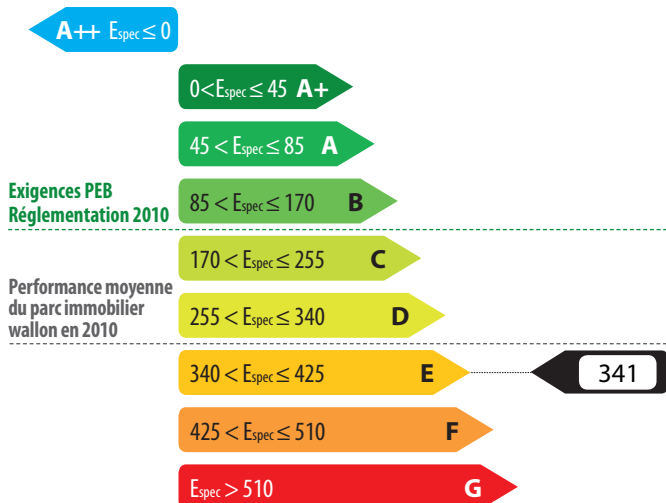 A++ Espec ≤ 0
0<Espec ≤ 45 A+
45 < Espec ≤ 85 A
Exigences PEB
Réglementation 2010
85 < Espec ≤ 170 B
170 < Espec ≤ 255 C
Performance moyenne
du parc immobilier
wallon en 2010
255 < Espec ≤ 340 D
340 < Espec ≤ 425 E
341
425 < Espec ≤ 510 F
Espec > 510 G